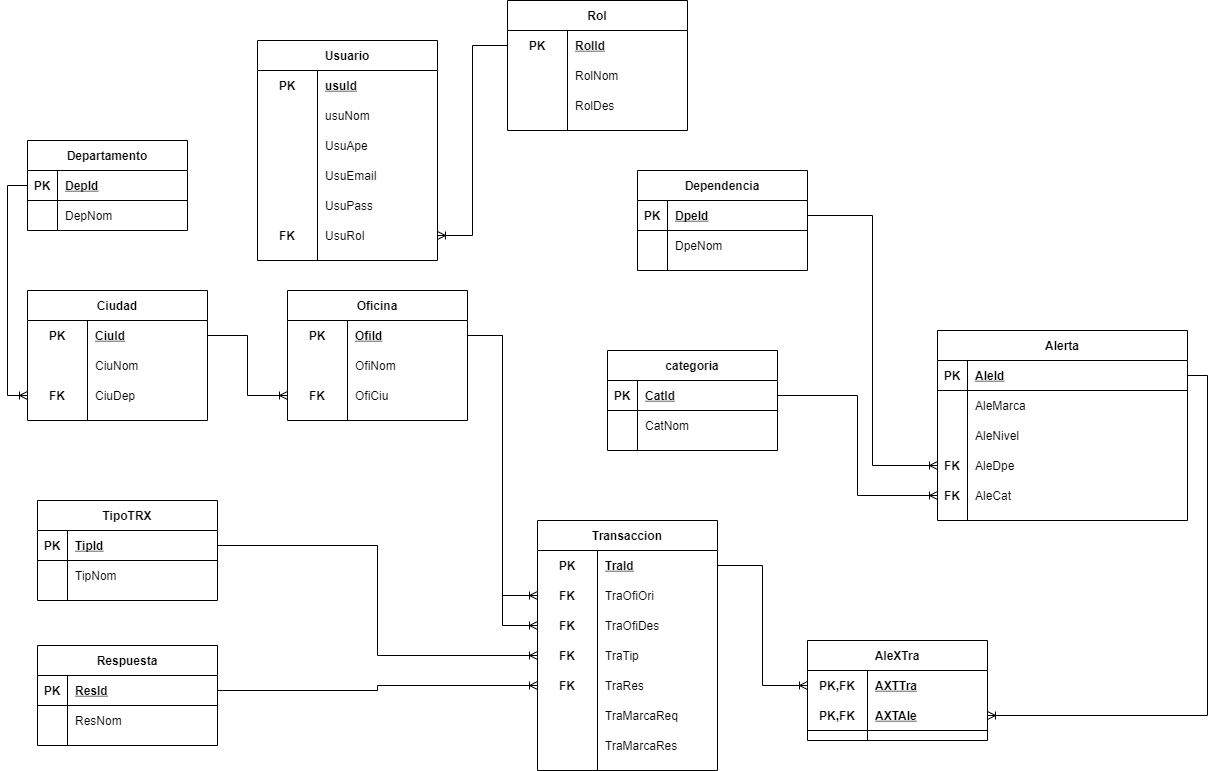 Rol
PK RolId
RolNom
RolDes
Usuario
PK usuId
usuNom
UsuApe
UsuEmail
UsuPass
FK UsuRol
Departamento
PK DepId
DepNom
Dependencia
PK DpeId
DpeNom
Ciudad
PK CiuId
CiuNom
FK CiuDep
Oficina
PK OfiId
OfiNom
FK OfiCiu
categoria
PK CatId
CatNom
Alerta
PK AleId
AleMarca
AleNivel
FK AleDpe
FK AleCat
TipoTRX
PK TipId
TipNom
Transaccion
PK TraId
FK TraOfiOri
FK TraOfiDes
FK TraTip
FK TraRes
TraMarcaReq
TraMarcaRes
Respuesta
PK ResId
ResNom
AleXTra
PK,FK AXTTra
PK,FK AXTAle